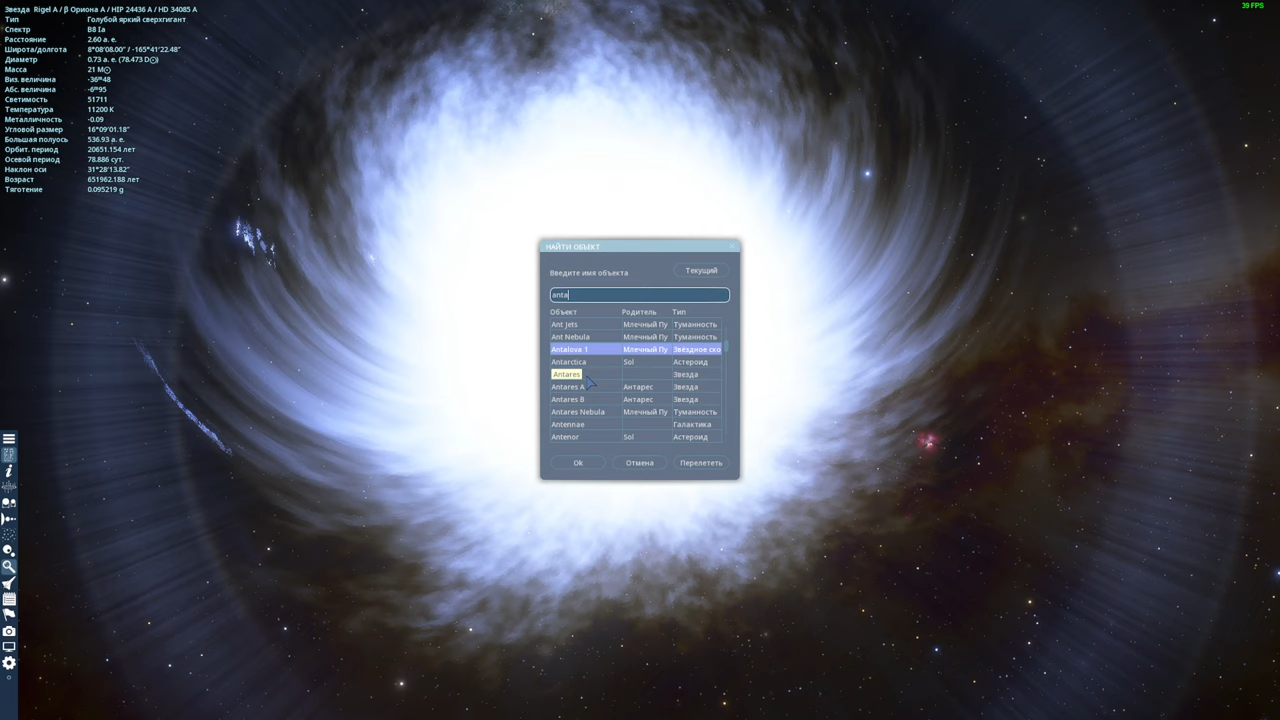 39 FPS
Звезда Rigel A / β Ориона A / HIP 24436 A / HD 34085 A
Тип Голубой яркий сверхгигант
Спектр B8 Ia
Расстояние 2.60 а. е.
Широта/долгота 8°08'08.00" / -165°41'22.48"
Диаметр 0.73 а. е. (78.473 D☉)
Масса 21 M☉
Виз. величина -36ᵐ48
Абс. величина -6ᵐ95
Светимость 51711
Температура 11200 K
Металличность -0.09
Угловой размер 16°09'01.18"
Большая полуось 536.93 а. е.
Орбит. период 20651.154 лет
Осевой период 78.886 сут.
Наклон оси 31°28'13.82"
Возраст 651962.188 лет
Тяготение 0.095219 g
НАЙТИ ОБЪЕКТ
Введите имя объекта Текущий
anta
Объект Родитель Тип
Ant Jets Млечный Пу Туманность
Ant Nebula Млечный Пу Туманность
Antalova 1 Млечный Пу Звёздное ско
Antarctica Sol Астероид
Antares Звезда
Antares A Антарес Звезда
Antares B Антарес Звезда
Antares Nebula Млечный Пу Туманность
Antennae Галактика
Antenor Sol Астероид
Ok Отмена Перелететь